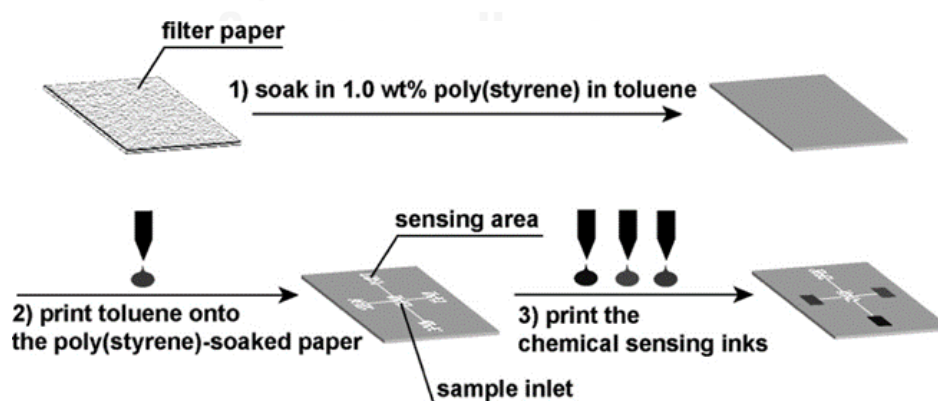 filter paper
1) soak in 1.0 wt% poly(styrene) in toluene
sensing area
2) print toluene onto
the poly(styrene)-soaked paper
3) print the
chemical sensing inks
sample inlet